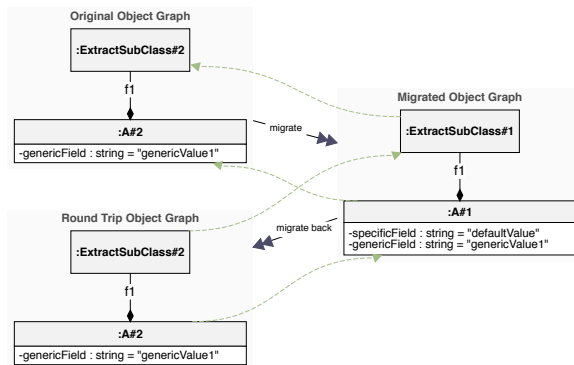 Original Object Graph
:ExtractSubClass#2
f1
:A#2
-genericField : string = "genericValue1"
migrate
Migrated Object Graph
:ExtractSubClass#1
f1
:A#1
-specificField : string = "defaultValue"
-genericField : string = "genericValue1"
migrate back
Round Trip Object Graph
:ExtractSubClass#2
f1
:A#2
-genericField : string = "genericValue1"